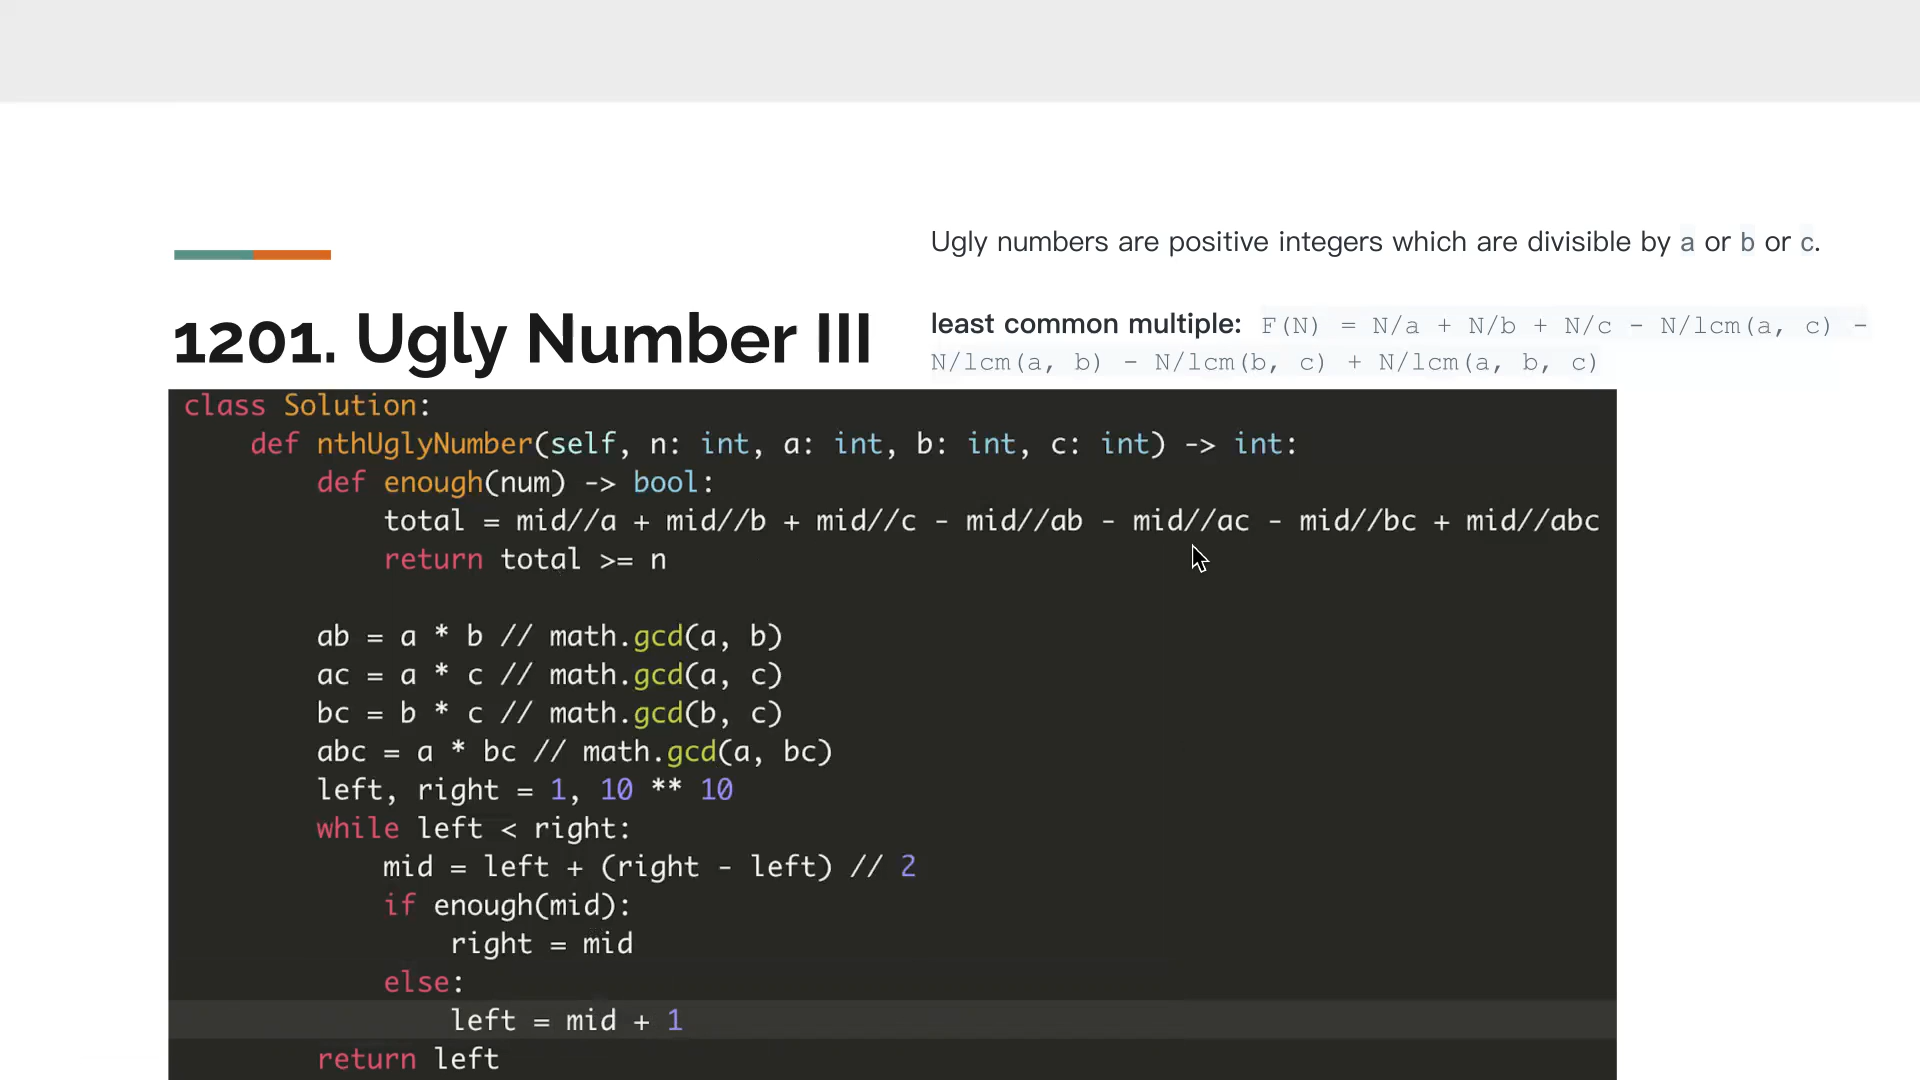 Ugly numbers are positive integers which are divisible by a or b or c.
least common multiple: F(N) = N/a + N/b + N/c - N/lcm(a, c) -
N/lcm(a, b) - N/lcm(b, c) + N/lcm(a, b, c)
1201. Ugly Number III
class Solution:
    def nthUglyNumber(self, n: int, a: int, b: int, c: int) -> int:
        def enough(num) -> bool:
            total = mid//a + mid//b + mid//c - mid//ab - mid//ac - mid//bc + mid//abc
            return total >= n
        ab = a * b // math.gcd(a, b)
        ac = a * c // math.gcd(a, c)
        bc = b * c // math.gcd(b, c)
        abc = a * bc // math.gcd(a, bc)
        left, right = 1, 10 ** 10
        while left < right:
            mid = left + (right - left) // 2
            if enough(mid):
                right = mid
            else:
                left = mid + 1
        return left